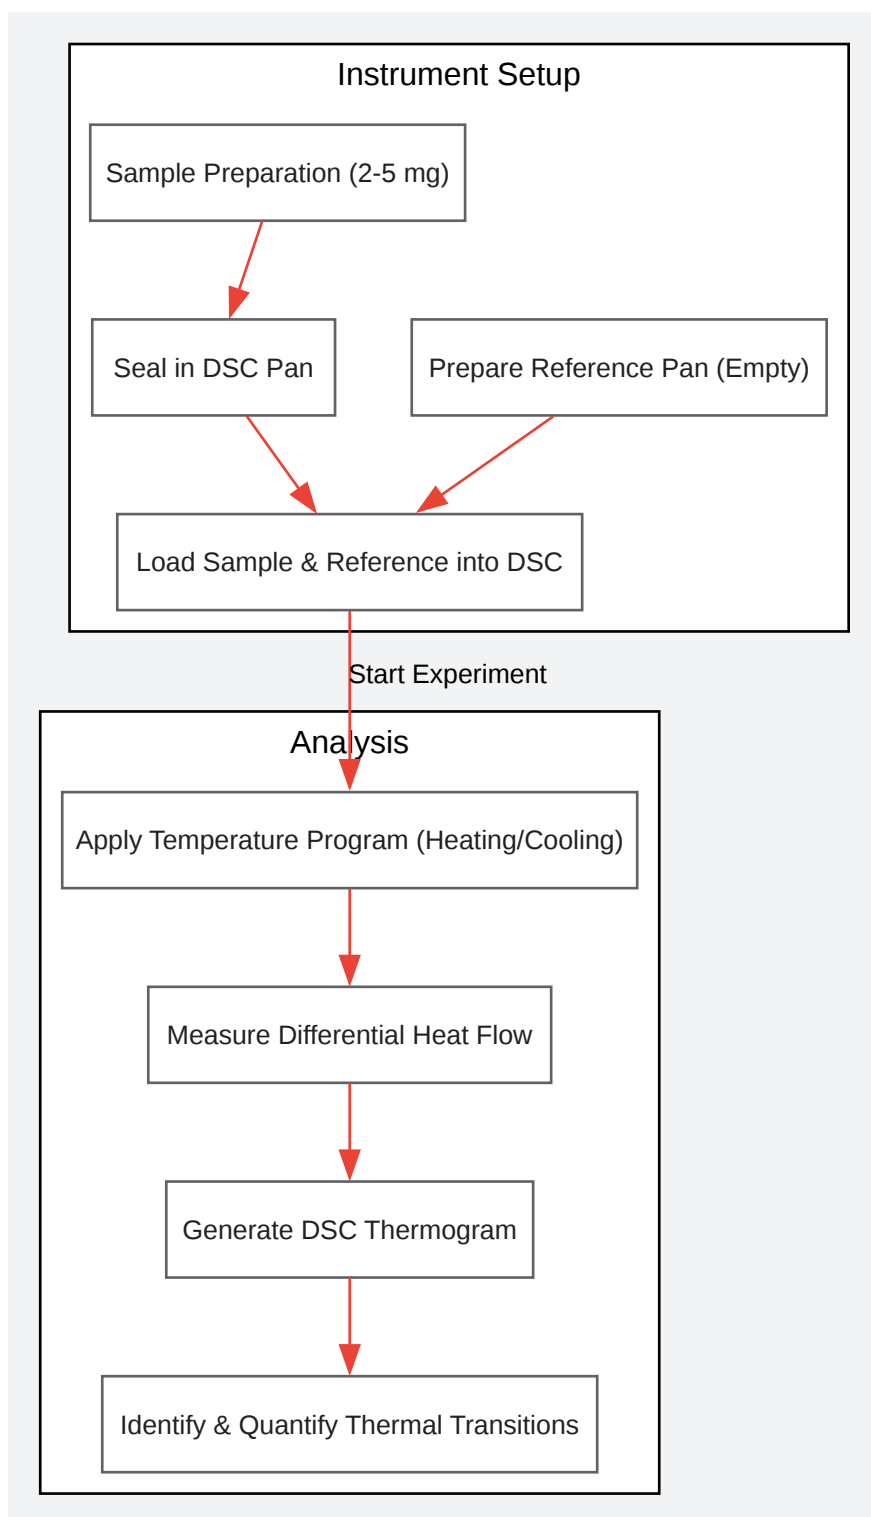 Instrument Setup
Sample Preparation (2-5 mg)
Seal in DSC Pan
Prepare Reference Pan (Empty)
Load Sample & Reference into DSC
Start Experiment
Analysis
Apply Temperature Program (Heating/Cooling)
Measure Differential Heat Flow
Generate DSC Thermogram
Identify & Quantify Thermal Transitions